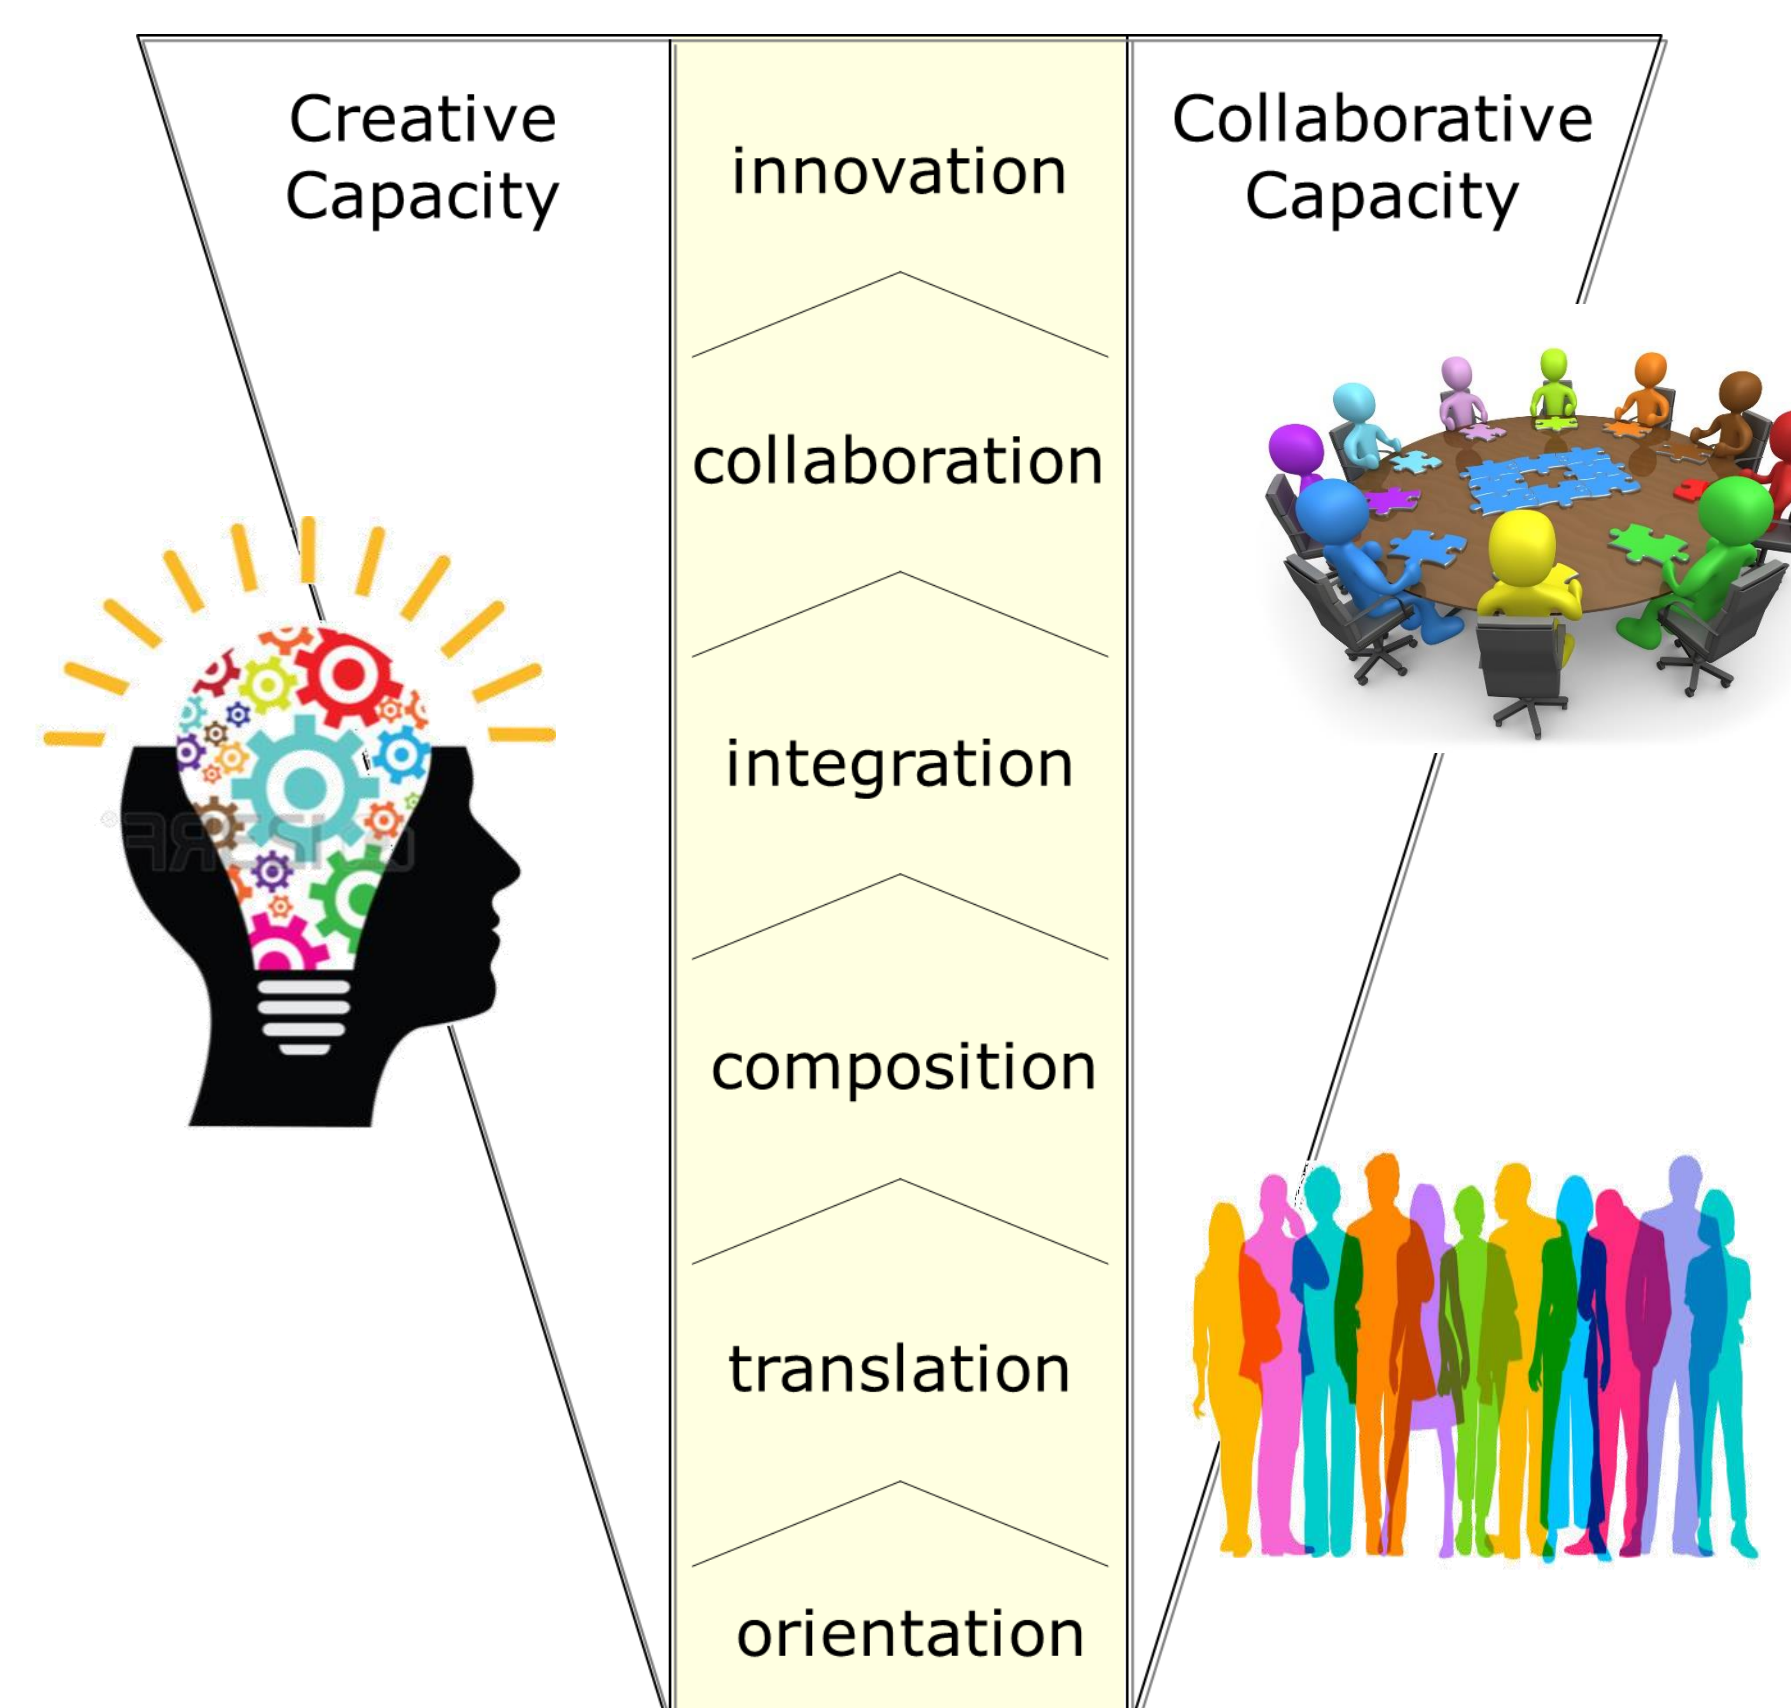 Creative
Capacity
innovation
Collaborative
Capacity
collaboration
integration
composition
translation
orientation